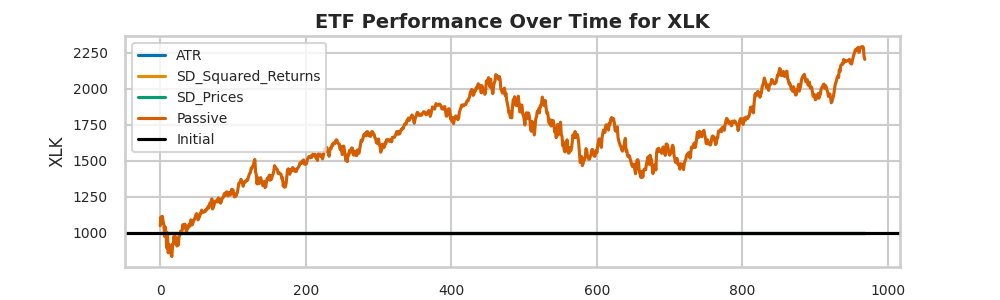 ETF Performance Over Time for XLK
XLK
2250
2000
1750
1500
1250
1000
ATR
SD_Squared_Returns
SD_Prices
Passive
Initial
0 200 400 600 800 1000